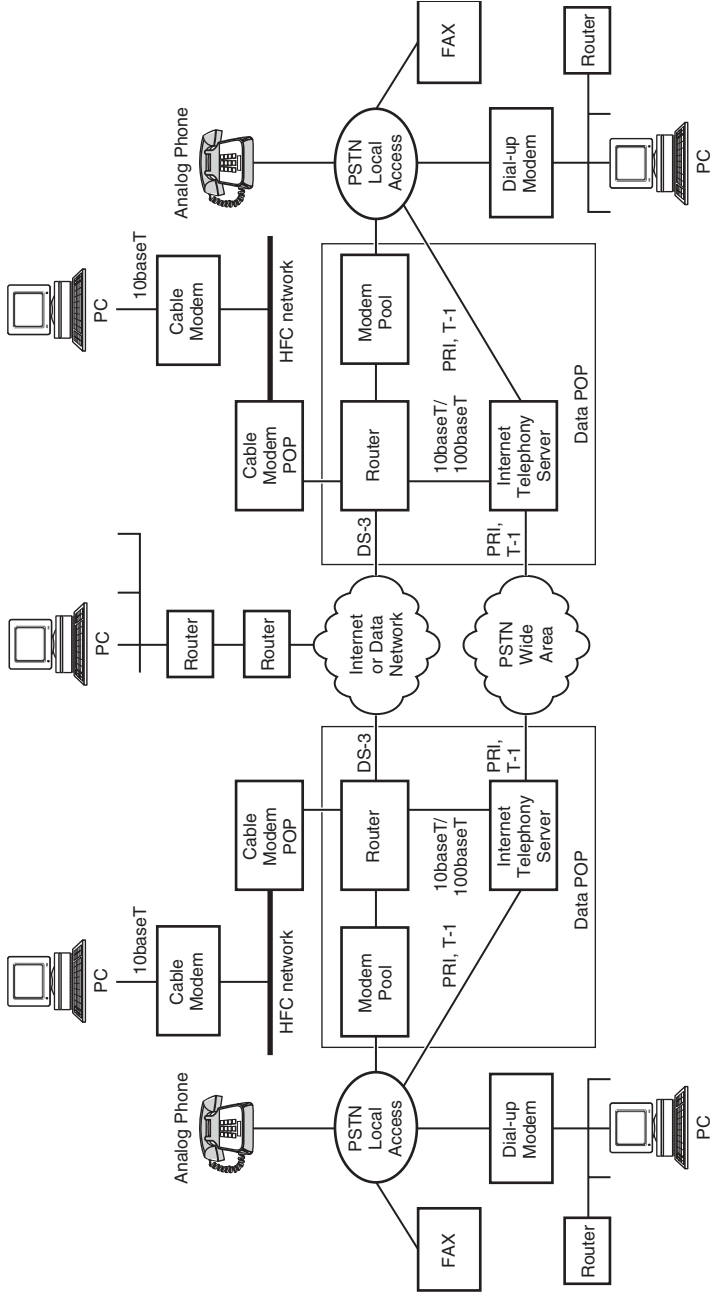 PC
10baseT
Cable
Modem
HFC network
Cable
Modem
POP
PC
Router
Router
Internet
or Data
Network
PC
10baseT
Cable
Modem
HFC network
Cable
Modem
POP
Analog Phone
PSTN
Local
Access
FAX
Dial-up
Modem
Router
PC
Modem
Pool
Router
DS-3
PRI, T-1
10baseT/
100baseT
Internet
Telephony
Server
PRI,
T-1
Data POP
PSTN
Wide
Area
DS-3
Router
Modem
Pool
PRI,
T-1
10baseT/
100baseT
PRI, T-1
Internet
Telephony
Server
Data POP
Analog Phone
PSTN
Local
Access
FAX
Dial-up
Modem
Router
PC